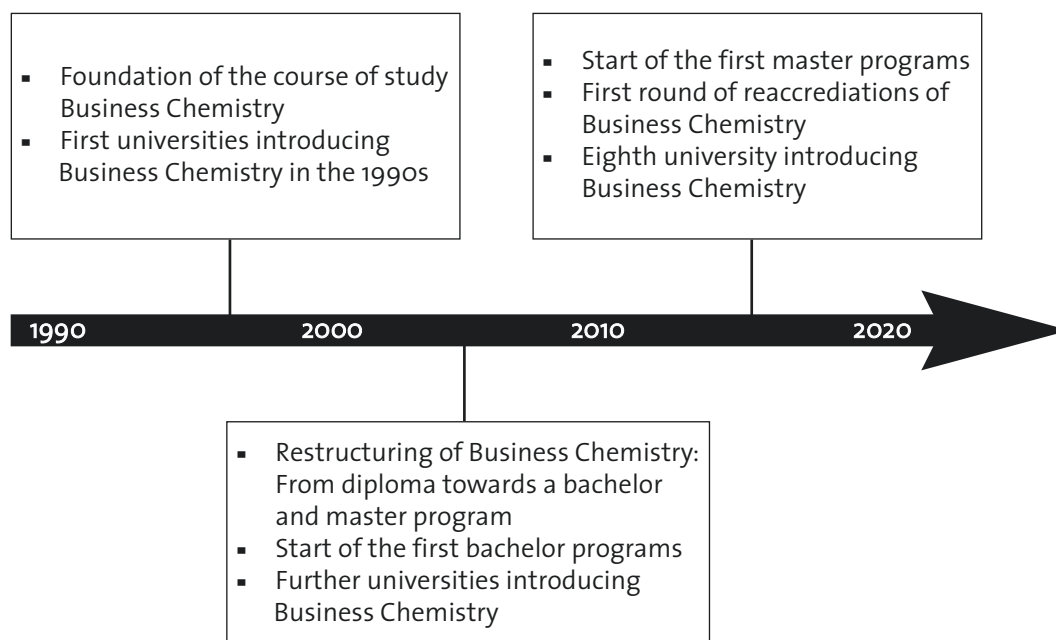 ▪ Foundation of the course of study
Business Chemistry
▪ First universities introducing
Business Chemistry in the 1990s
▪ Start of the first master programs
▪ First round of reaccrediations of
Business Chemistry
▪ Eighth university introducing
Business Chemistry
1990 2000 2010 2020
▪ Restructuring of Business Chemistry:
From diploma towards a bachelor
and master program
▪ Start of the first bachelor programs
▪ Further universities introducing
Business Chemistry